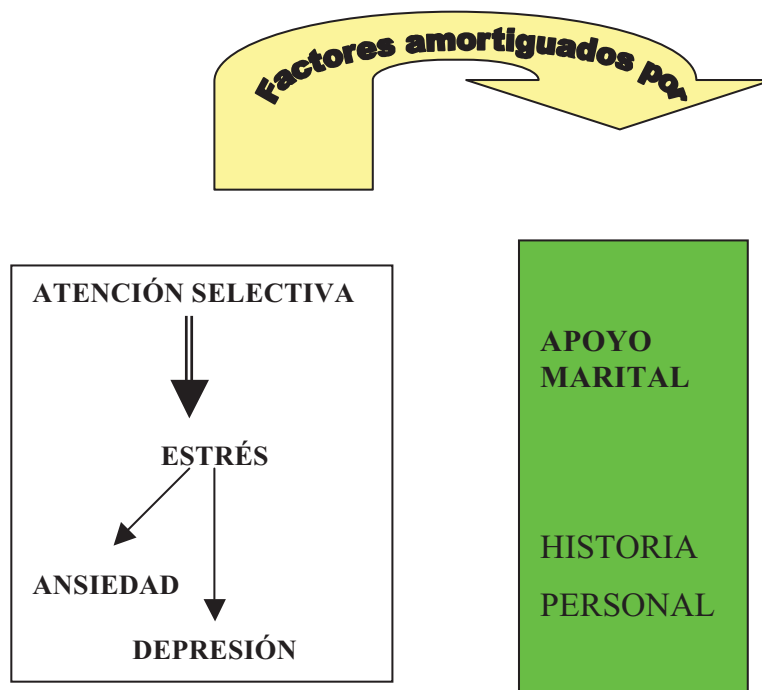 Factores amortiguados por
ATENCIÓN SELECTIVA
ESTRÉS
ANSIEDAD
DEPRESIÓN
APOYO
MARITAL
HISTORIA
PERSONAL